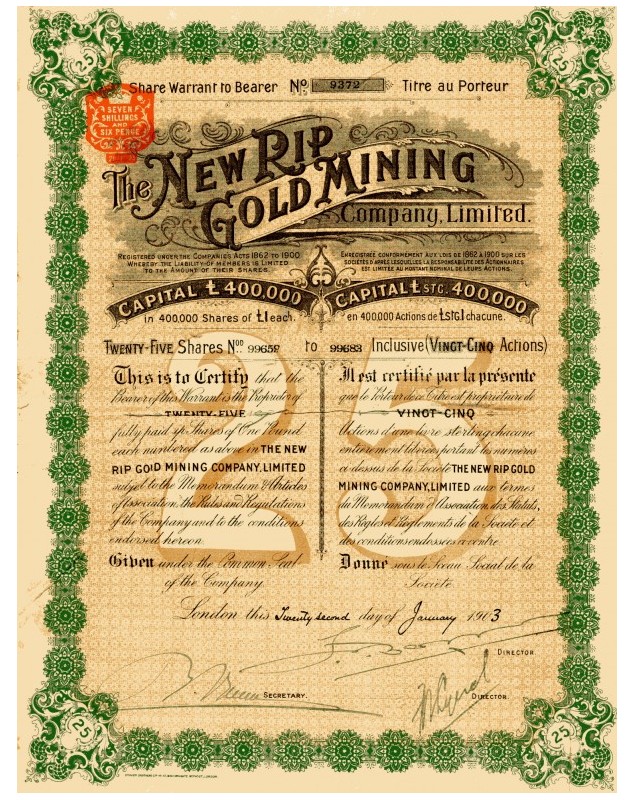 25 25
Share Warrant to Bearer No 9372 Titre au Porteur
SEVEN
SHILLINGS
AND
SIX PENCE
The New Rip
Gold Mining
Company, Limited.
Registered under the Companies Acts 1862 to 1900
Whereby the liability of members is limited
to the amount of their shares
Enregistrée conformément aux lois de 1862 à 1900 sur les
sociétés d'après lesquelles la responsabilité des actionnaires
est limitée au montant nominal de leurs actions.
CAPITAL £400,000
in 400,000 Shares of £1 each.
CAPITAL £ STG. 400,000
en 400,000 Actions de £STG1 chacune.
Twenty-Five Shares Nos 99659 to 99683 Inclusive (Vingt-Cinq Actions)
25
This is to Certify that the
Bearer of this Warrant is the Proprietor of
TWENTY-FIVE
fully paid up Shares of One Pound
each numbered as above in THE NEW
RIP GOLD MINING COMPANY, LIMITED
subject to the Memorandum & Articles
of Association, the Rules and Regulations
of the Company and to the conditions
endorsed hereon.
Given under the Common Seal
of the Company.
Il est certifié par la présente
que le Porteur de ce Titre est propriétaire de
VINGT-CINQ
Actions d'une livre sterling chacune
entièrement libérées portant les numéros
ci-dessus de la Société THE NEW RIP GOLD
MINING COMPANY, LIMITED aux termes
du Memorandum d'Association, des Statuts,
des Règles et Règlements de la Société et
des conditions endossées ci-contre.
Donné sous le Sceau Social de la
Société.
London this Twenty second day of January 1903
DIRECTOR.
SECRETARY.
DIRECTOR.
25 25